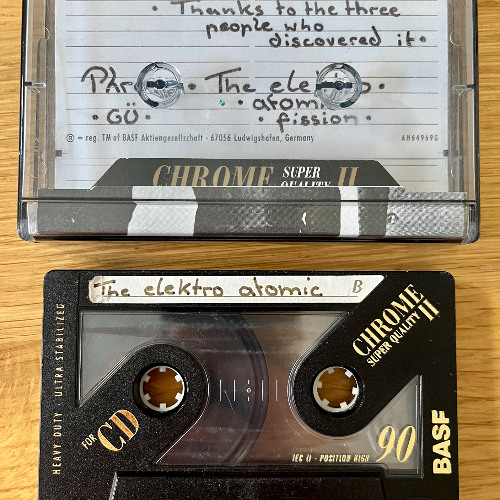 • Thanks to the three
people who
discovered it •
• The elektro •
• GÜ • • atomic
• fission •
® = reg. TM of BASF Aktiengesellschaft - 67056 Ludwigshafen, Germany AH64969G
CHROME SUPER QUALITY II
The elektro atomic B
HEAVY DUTY ULTRA STABILIZED
CHROME
SUPER QUALITY II
FOR CD
IEC II - POSITION HIGH 90
BASF